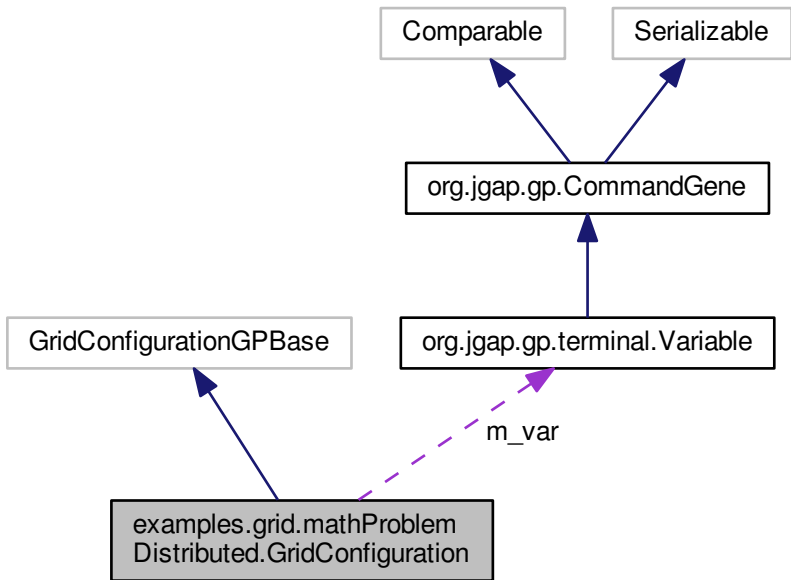 Comparable
Serializable
org.jgap.gp.CommandGene
GridConfigurationGPBase
org.jgap.gp.terminal.Variable
m_var
examples.grid.mathProblem
Distributed.GridConfiguration